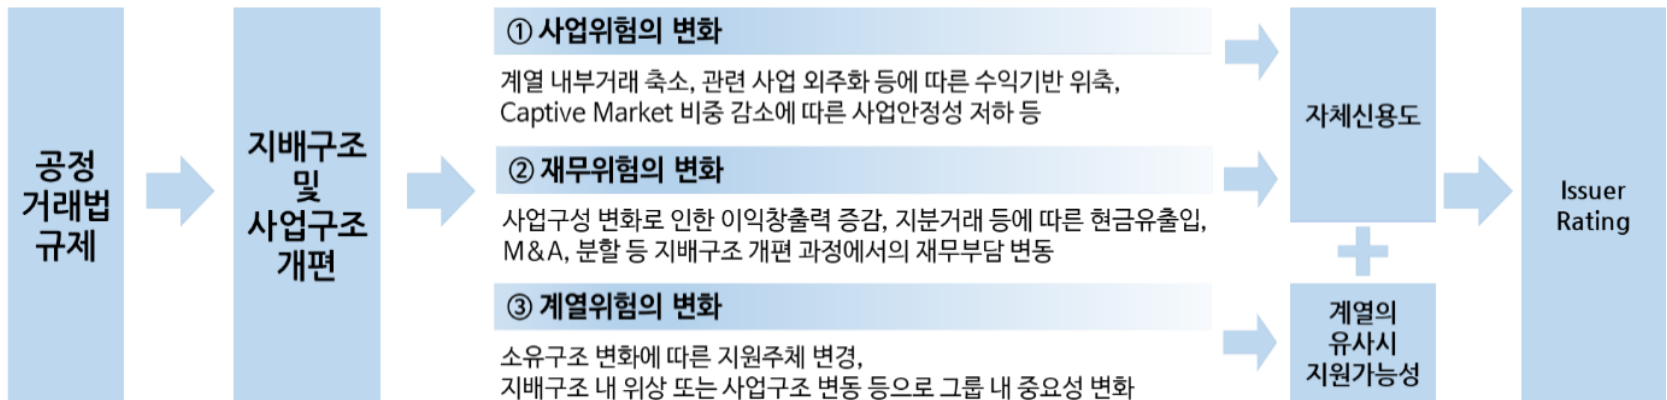 공정
거래법
규제
지배구조
및
사업구조
개편
① 사업위험의 변화
계열 내부거래 축소, 관련 사업 외주화 등에 따른 수익기반 위축,
Captive Market 비중 감소에 따른 사업안정성 저하 등
② 재무위험의 변화
사업구성 변화로 인한 이익창출력 증감, 지분거래 등에 따른 현금유출입,
M&A, 분할 등 지배구조 개편 과정에서의 재무부담 변동
③ 계열위험의 변화
소유구조 변화에 따른 지원주체 변경,
지배구조 내 위상 또는 사업구조 변동 등으로 그룹 내 중요성 변화
자체신용도
계열의
유사시
지원가능성
Issuer
Rating